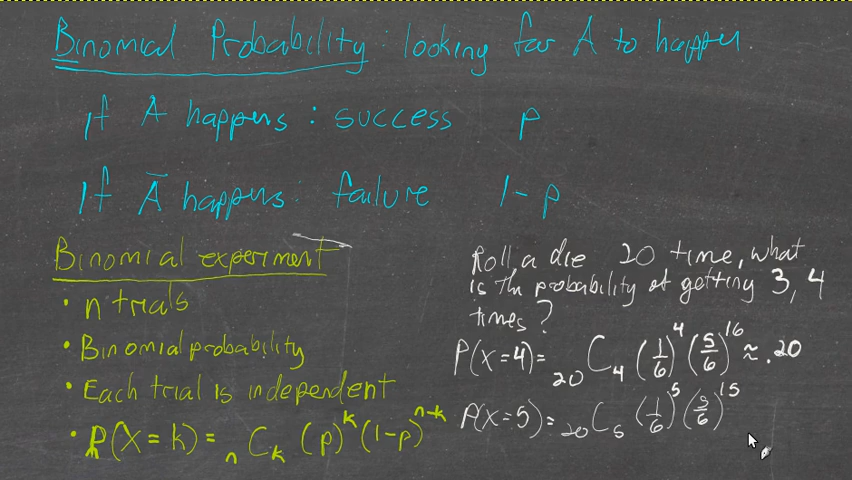 Binomial Probability: looking for A to happen
If A happens: success p
If Ā happens: failure 1-p
Binomial experiment
• n trials
• Binomial probability
• Each trial is independent
• P(X=k) = nCk (p)^k (1-p)^n-k
Roll a die 20 time, what
is the probability of getting 3, 4
times?
P(X=4) = 20C4 (1/6)^4 (5/6)^16 ≈ .20
P(X=5) = 20C5 (1/6)^5 (5/6)^15